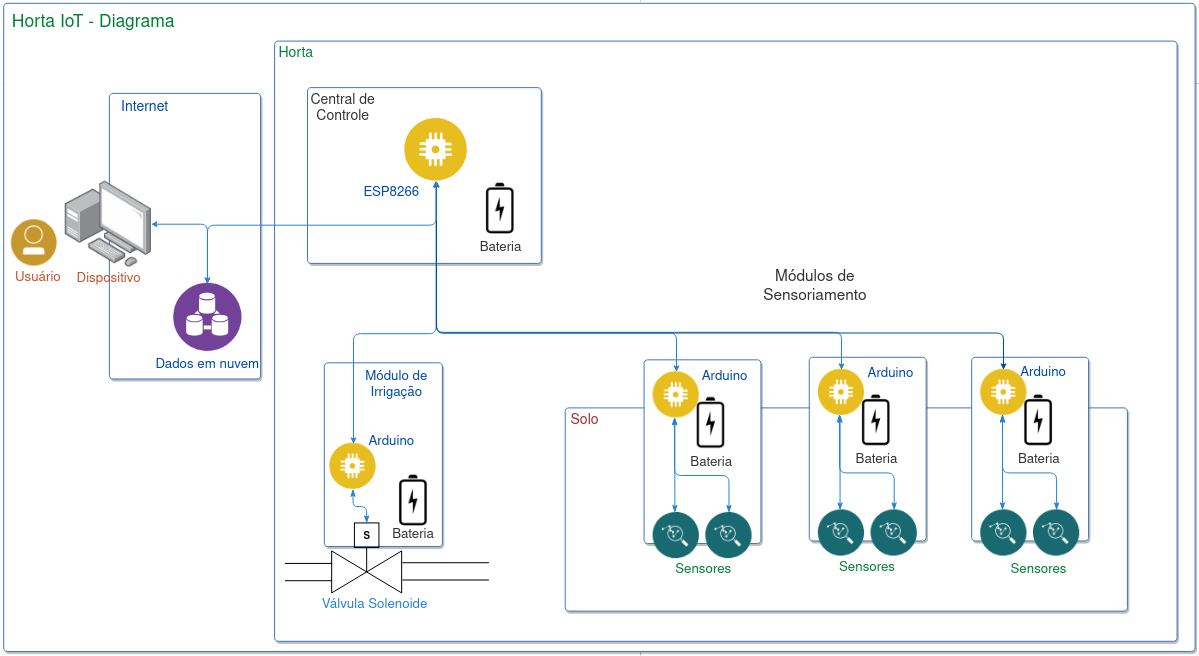 Horta IoT - Diagrama
Horta
Internet
Central de
Controle
ESP8266
Bateria
Usuário
Dispositivo
Dados em nuvem
Módulos de
Sensoriamento
Módulo de
Irrigação
Arduino
Bateria
S
Válvula Solenoide
Solo
Arduino
Bateria
Sensores
Arduino
Bateria
Sensores
Arduino
Bateria
Sensores